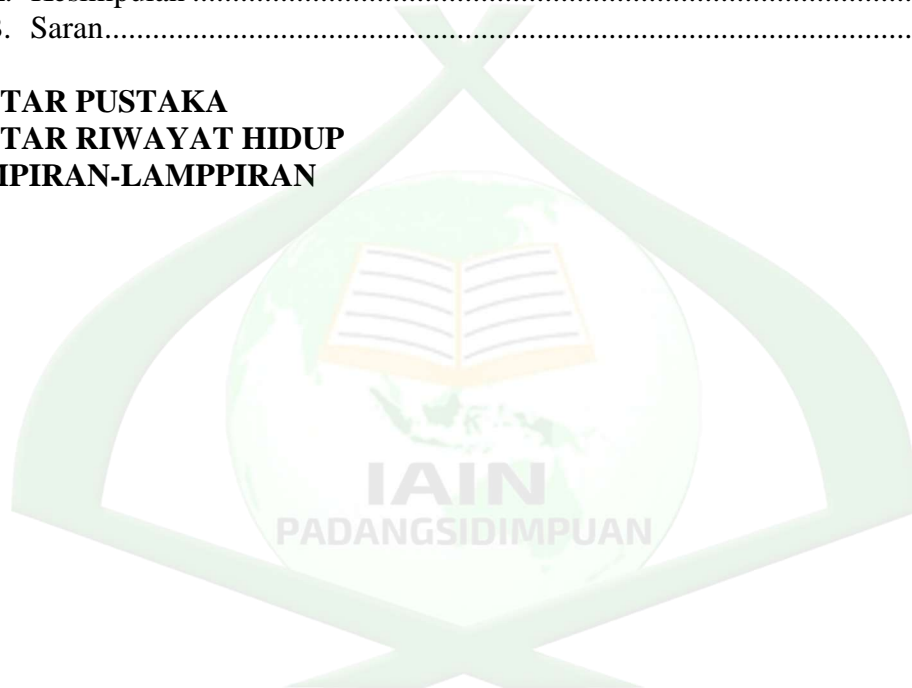 Saran....................................................................................................
TAR PUSTAKA
TAR RIWAYAT HIDUP
IPIRAN-LAMPPIRAN
IAIN
PADANGSIDIMPUAN